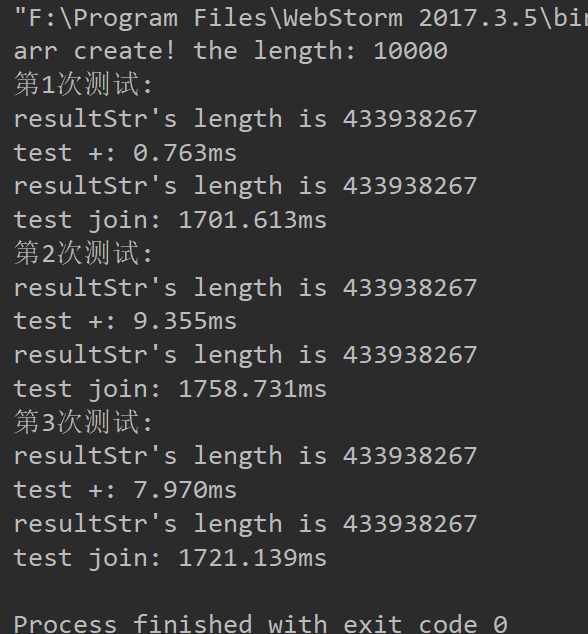 "F:\Program Files\WebStorm 2017.3.5\bin
arr create! the length: 10000
第1次测试:
resultStr's length is 433938267
test +: 0.763ms
resultStr's length is 433938267
test join: 1701.613ms
第2次测试:
resultStr's length is 433938267
test +: 9.355ms
resultStr's length is 433938267
test join: 1758.731ms
第3次测试:
resultStr's length is 433938267
test +: 7.970ms
resultStr's length is 433938267
test join: 1721.139ms
Process finished with exit code 0